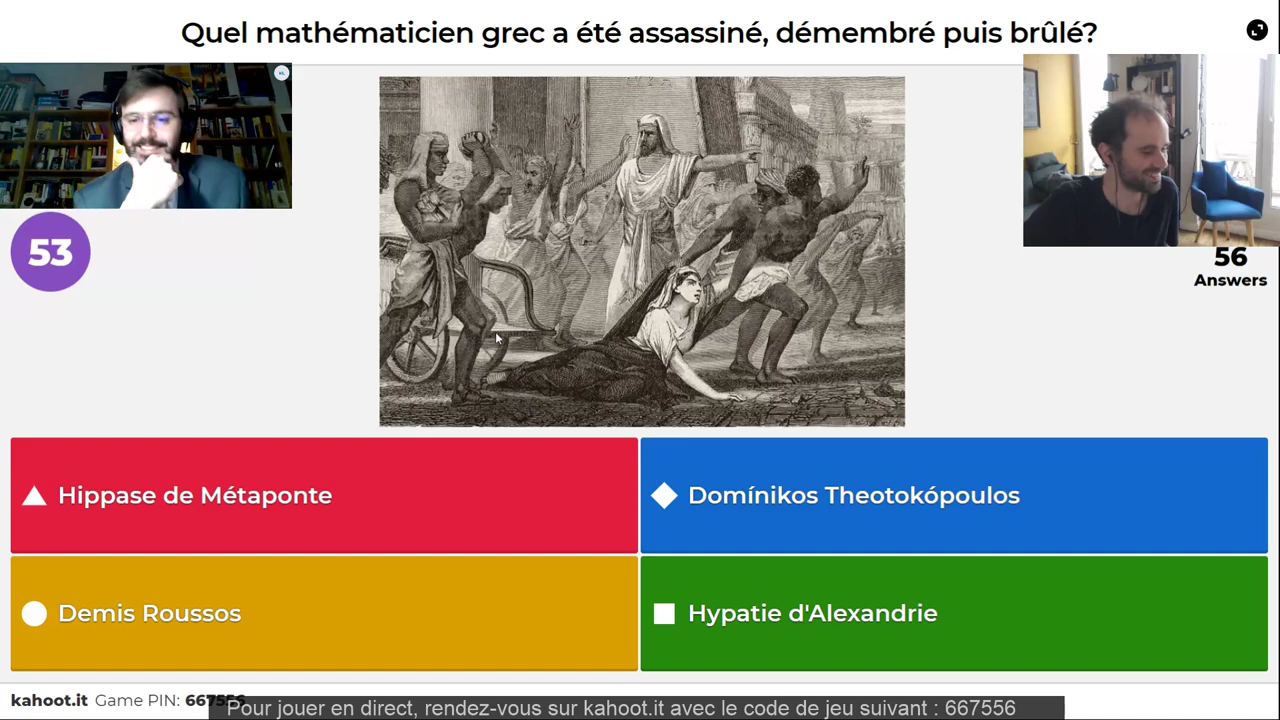 Quel mathématicien grec a été assassiné, démembré puis brûlé?
53
56
Answers
Hippase de Métaponte
Domínikos Theotokópoulos
Demis Roussos
Hypatie d'Alexandrie
kahoot.it Game PIN: 667556
Pour jouer en direct, rendez-vous sur kahoot.it avec le code de jeu suivant : 667556